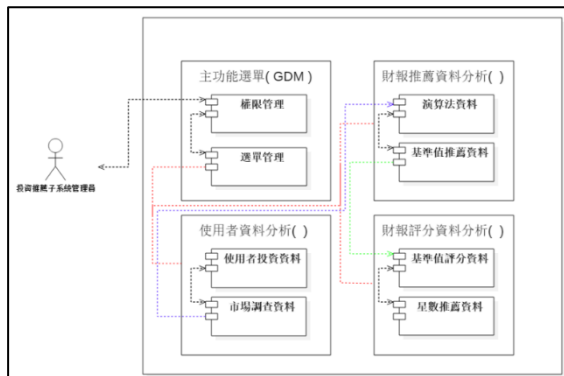 主功能選單( GDM )
權限管理
選單管理
財報推薦資料分析( )
演算法資料
基準值推薦資料
投資推薦子系統管理員
使用者資料分析( )
使用者投資資料
市場調查資料
財報評分資料分析( )
基準值評分資料
星數推薦資料